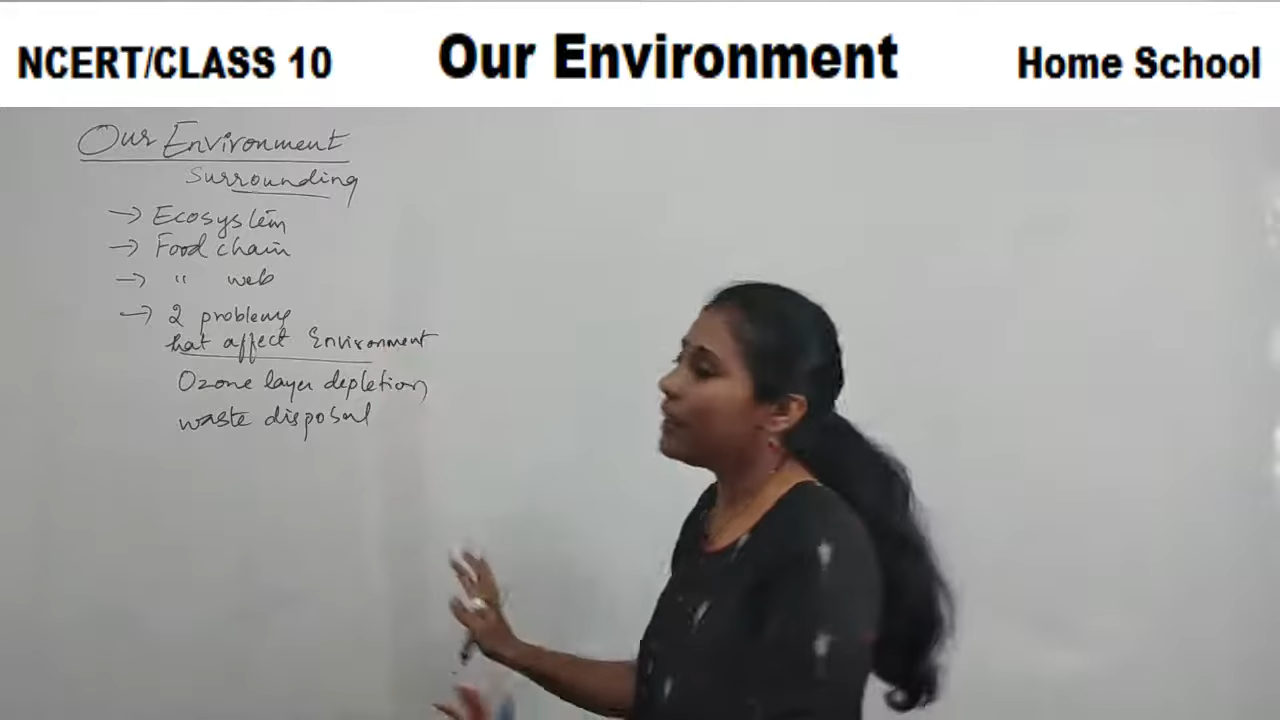 NCERT/CLASS 10 Our Environment Home School
Our Environment
Surrounding
→ Ecosystem
→ Food chain
→ " web
→ 2 problems
that affect Environment
Ozone layer depletion
waste disposal